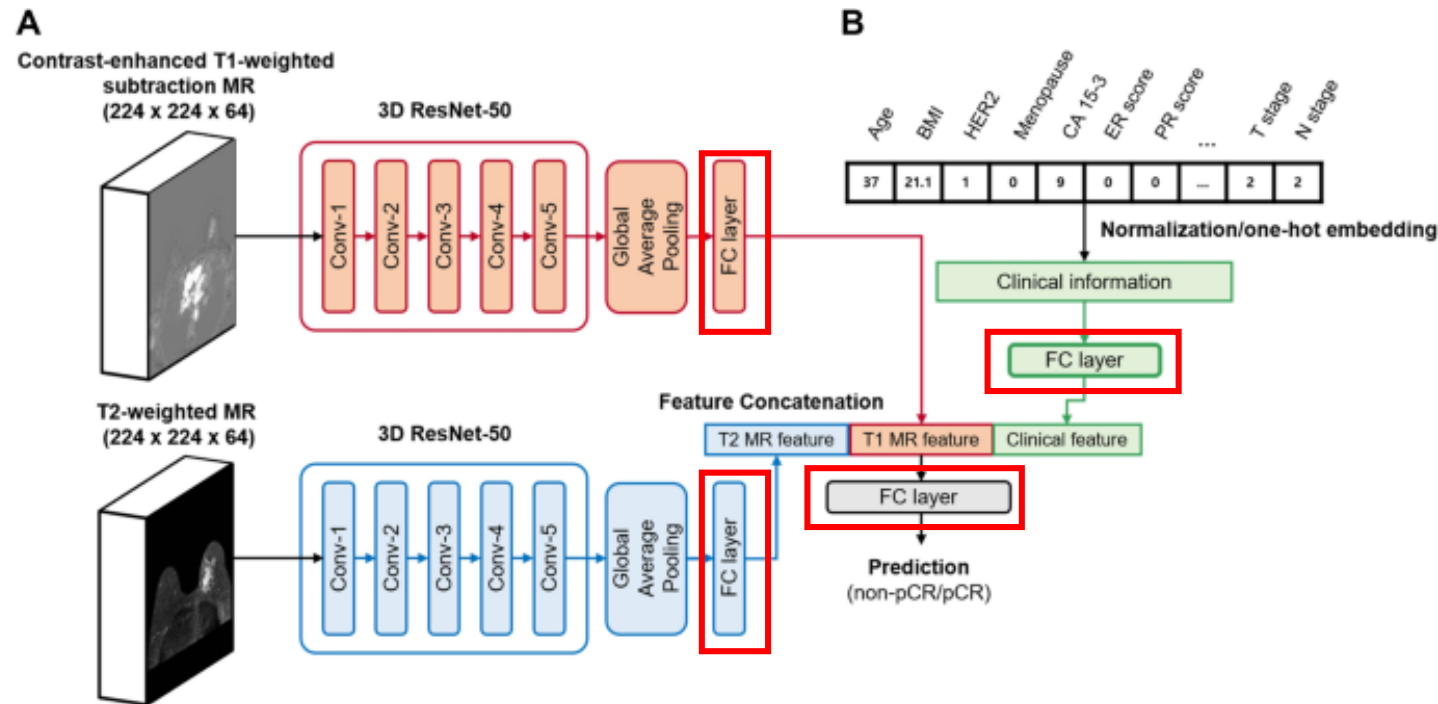 A
Contrast-enhanced T1-weighted
subtraction MR
(224 x 224 x 64)
3D ResNet-50
Conv-1
Conv-2
Conv-3
Conv-4
Conv-5
Global
Average
Pooling
FC layer
T2-weighted MR
(224 x 224 x 64)
3D ResNet-50
Conv-1
Conv-2
Conv-3
Conv-4
Conv-5
Global
Average
Pooling
FC layer
B
Age
BMI
HER2
Menopause
CA 15-3
ER score
PR score
...
T stage
N stage
37 21.1 1 0 9 0 0 ... 2 2
Normalization/one-hot embedding
Clinical information
FC layer
Feature Concatenation
T2 MR feature T1 MR feature Clinical feature
FC layer
Prediction
(non-pCR/pCR)